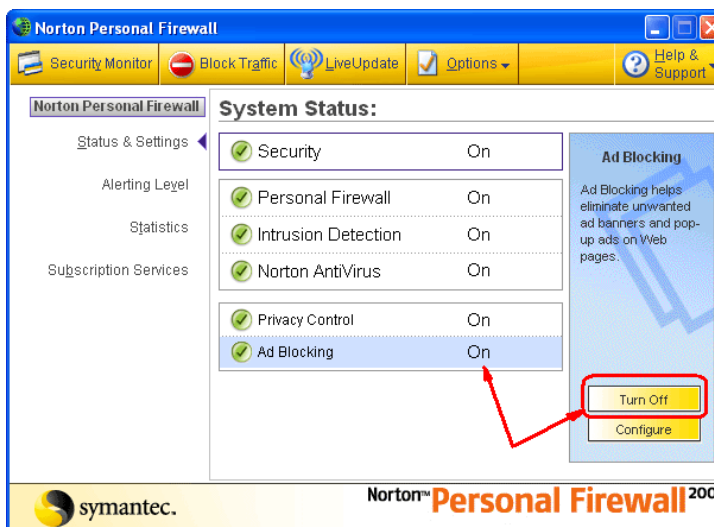 Norton Personal Firewall
Security Monitor Block Traffic LiveUpdate Options Help & Support
Norton Personal Firewall
Status & Settings
Alerting Level
Statistics
Subscription Services
System Status:
Security On
Personal Firewall On
Intrusion Detection On
Norton AntiVirus On
Privacy Control On
Ad Blocking On
Ad Blocking
Ad Blocking helps
eliminate unwanted
ad banners and pop-
up ads on Web
pages.
Turn Off
Configure
symantec.
Norton™ Personal Firewall